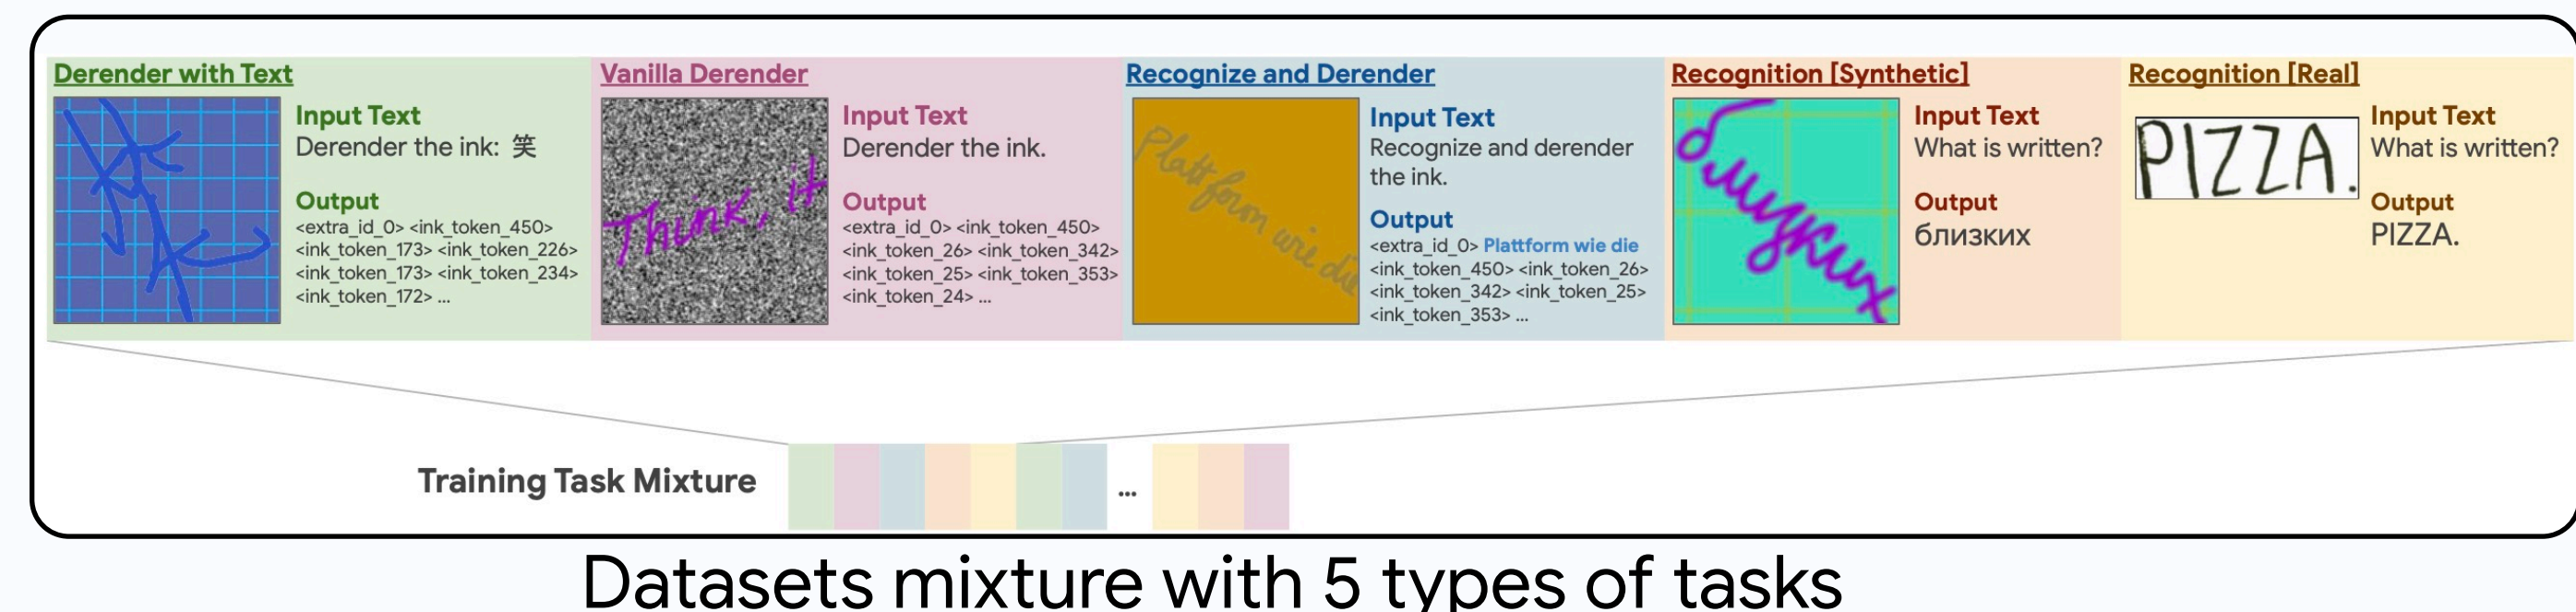 Derender with Text
Input Text
Derender the ink: 笑
Output
<extra_id_0> <ink_token_450>
<ink_token_173> <ink_token_226>
<ink_token_173> <ink_token_234>
<ink_token_172> ...
Vanilla Derender
Think, it
Input Text
Derender the ink.
Output
<extra_id_0> <ink_token_450>
<ink_token_26> <ink_token_342>
<ink_token_25> <ink_token_353>
<ink_token_24> ...
Recognize and Derender
Plattform wie die
Input Text
Recognize and derender
the ink.
Output
<extra_id_0> Plattform wie die
<ink_token_450> <ink_token_26>
<ink_token_342> <ink_token_25>
<ink_token_353> ...
Recognition [Synthetic]
близких
Input Text
What is written?
Output
близких
Recognition [Real]
PIZZA.
Input Text
What is written?
Output
PIZZA.
Training Task Mixture
...
Datasets mixture with 5 types of tasks